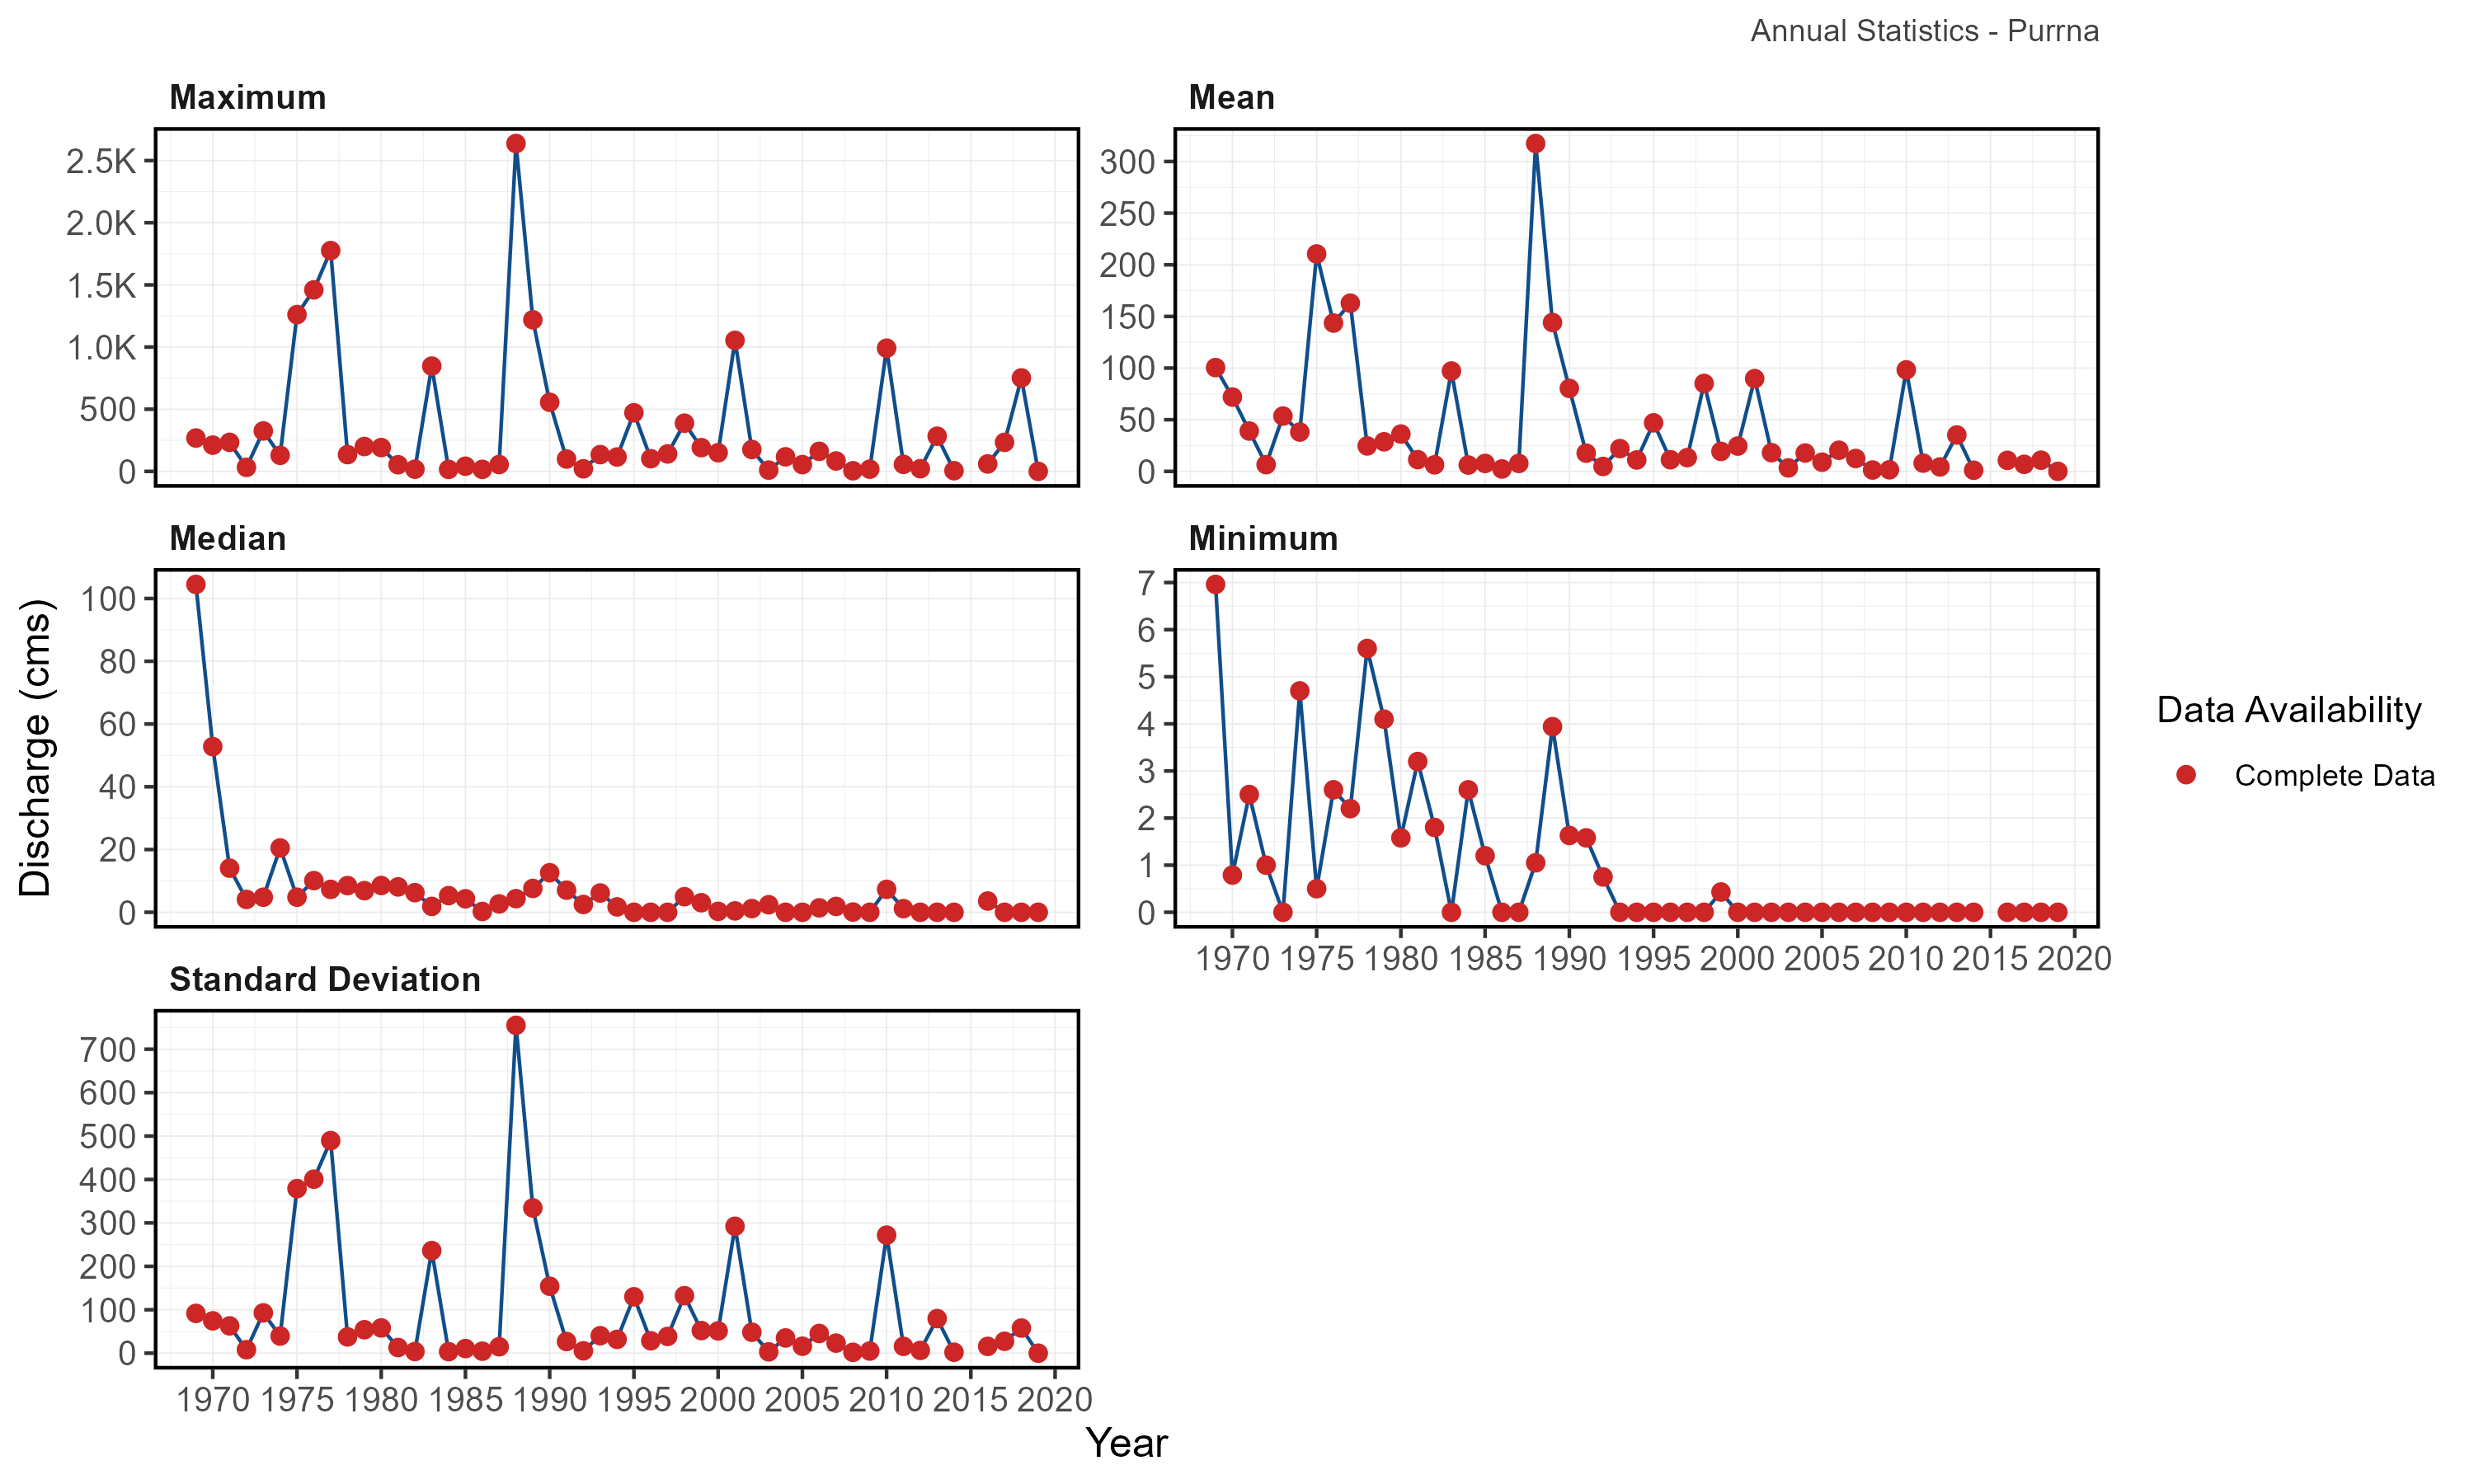 Annual Statistics - Purrna
Maximum
Mean
2.5K
2.0K
1.5K
1.0K
500
0
300
250
200
150
100
50
0
Median
Minimum
100
80
60
40
20
0
7
6
5
4
3
2
1
0
1970 1975 1980 1985 1990 1995 2000 2005 2010 2015 2020
Discharge (cms)
Data Availability
Complete Data
Standard Deviation
700
600
500
400
300
200
100
0
1970 1975 1980 1985 1990 1995 2000 2005 2010 2015 2020
Year